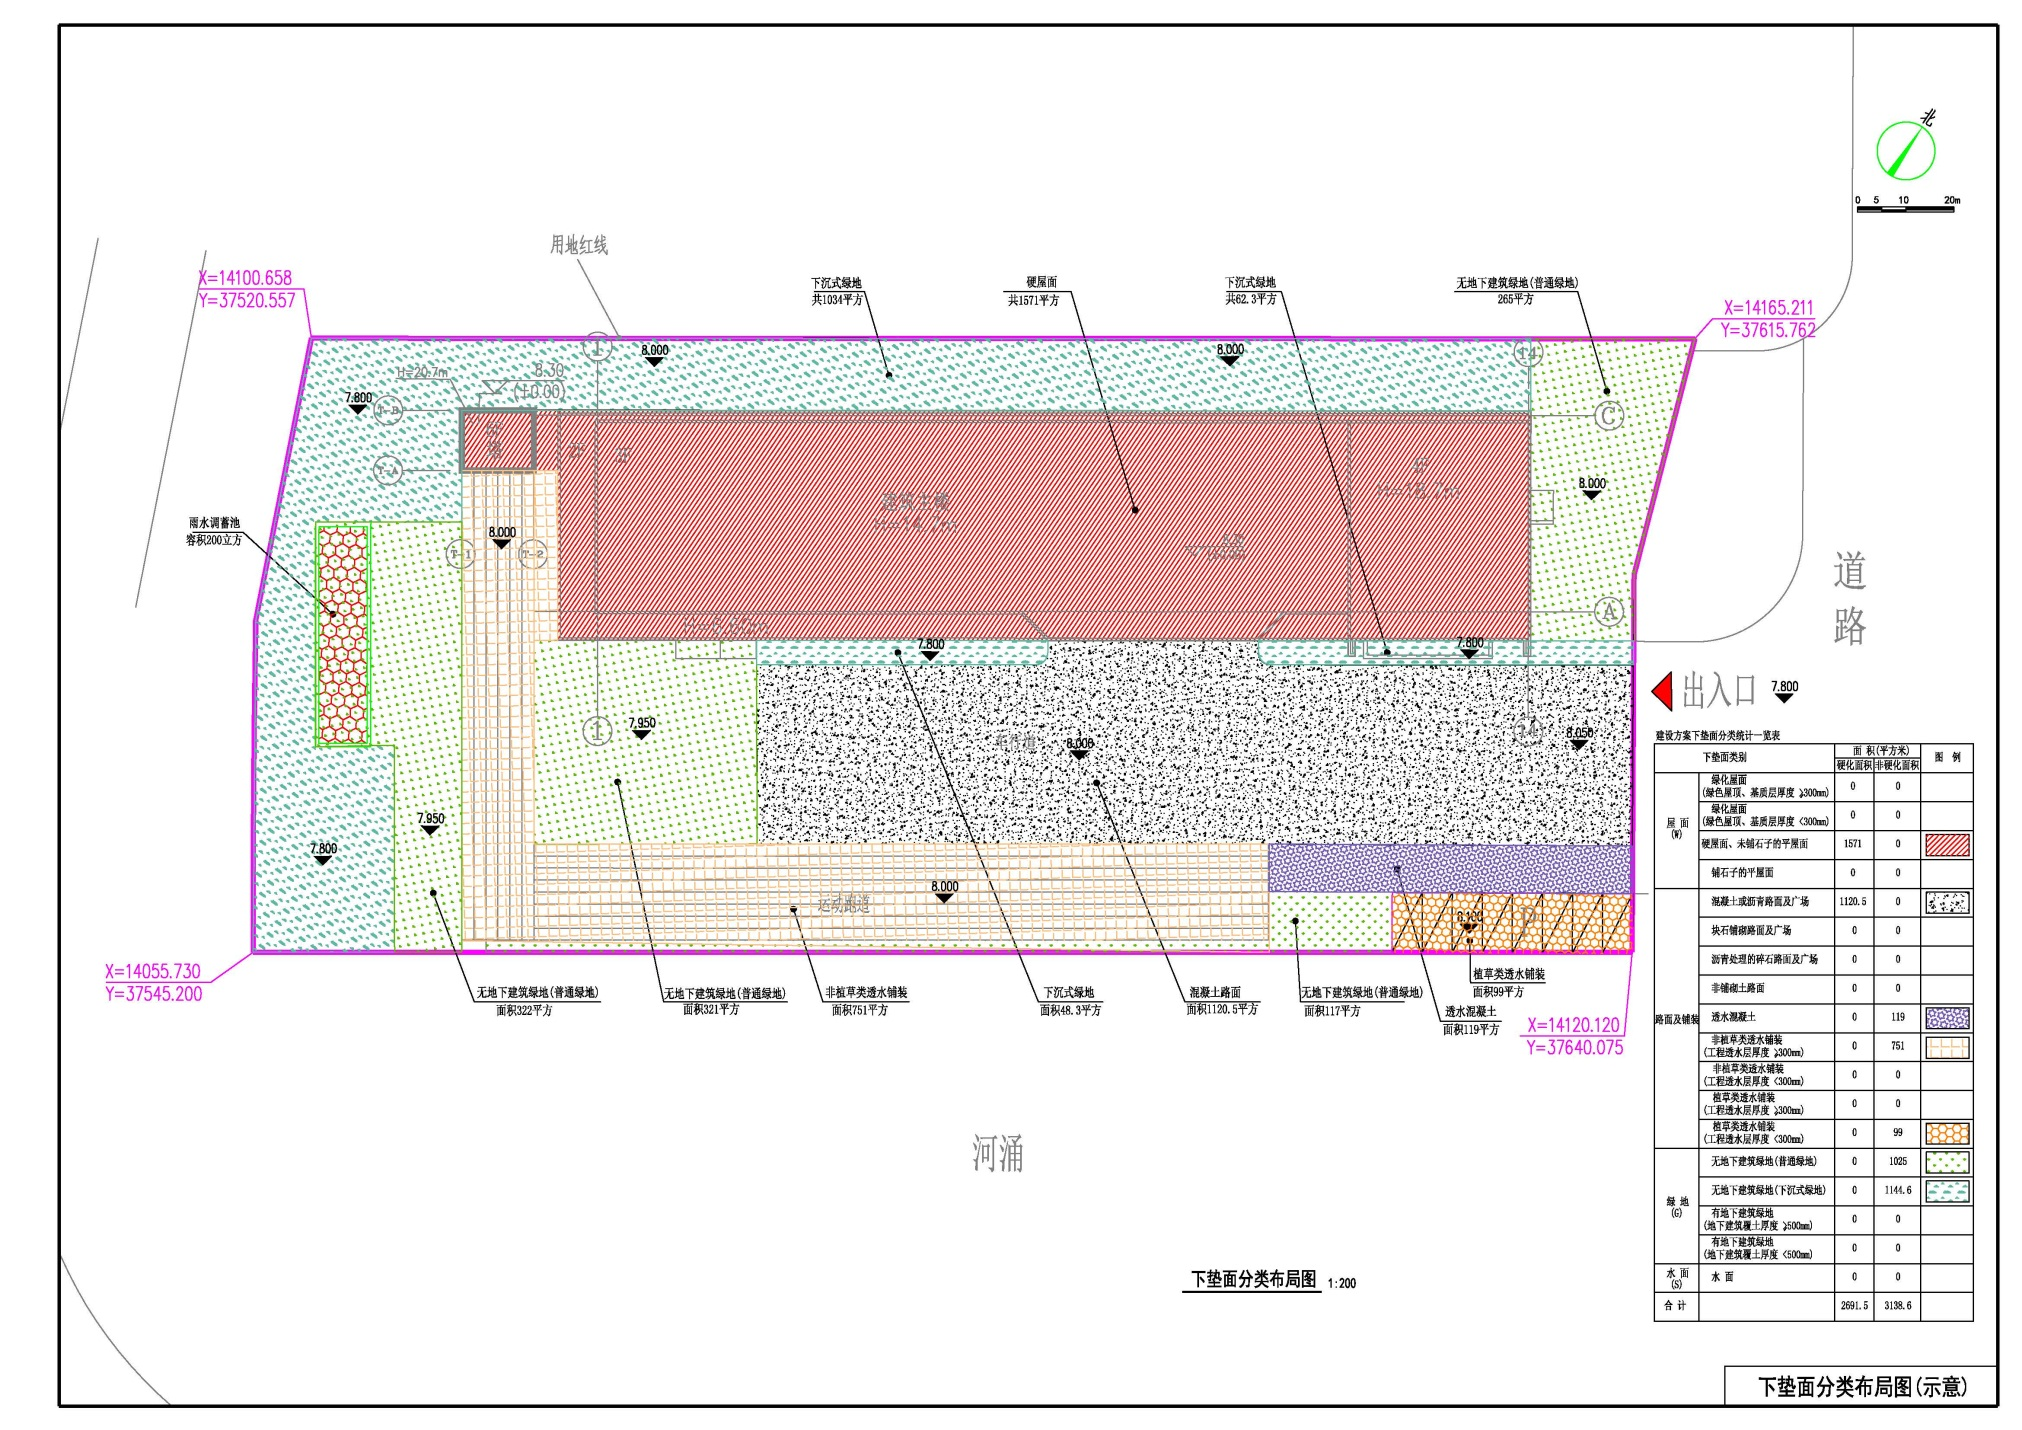 北
0 5 10 20m
用地红线
X=14100.658
Y=37520.557
下沉式绿地
共1034平方
硬屋面
共1571平方
下沉式绿地
共62.3平方
无地下建筑绿地(普通绿地)
265平方
X=14165.211
Y=37615.762
1
8.000
8.000
14
H=20.7m
8.30
(±0.00)
7.800
T-B
C
T-A
8.000
建筑主楼
雨水调蓄池
容积200立方
8.000
T-1
T-2
道
路
A
7.800
7.800
出入口
7.800
7.950
1
8.000
14
8.050
7.950
7.800
8.000
运动跑道
8.100
P
X=14055.730
Y=37545.200
无地下建筑绿地(普通绿地)
面积322平方
无地下建筑绿地(普通绿地)
面积321平方
非植草类透水铺装
面积751平方
下沉式绿地
面积48.3平方
混凝土路面
面积1120.5平方
无地下建筑绿地(普通绿地)
面积117平方
植草类透水铺装
面积99平方
透水混凝土
面积119平方
X=14120.120
Y=37640.075
河涌
建设方案下垫面分类统计一览表
下垫面类别 面 积(平方米) 图 例
硬化面积 非硬化面积
屋 面
(W)
绿化屋面
(绿色屋顶、基质层厚度 ≥300mm) 0 0
绿化屋面
(绿色屋顶、基质层厚度 <300mm) 0 0
硬屋面、未铺石子的平屋面 1571 0
铺石子的平屋面 0 0
路面及铺装
混凝土或沥青路面及广场 1120.5 0
块石铺砌路面及广场 0 0
沥青处理的碎石路面及广场 0 0
非铺砌土路面 0 0
透水混凝土 0 119
非植草类透水铺装
(工程透水层厚度 ≥300mm) 0 751
非植草类透水铺装
(工程透水层厚度 <300mm) 0 0
植草类透水铺装
(工程透水层厚度 ≥300mm) 0 0
植草类透水铺装
(工程透水层厚度 <300mm) 0 99
绿 地
(G)
无地下建筑绿地(普通绿地) 0 1025
无地下建筑绿地(下沉式绿地) 0 1144.6
有地下建筑绿地
(地下建筑覆土厚度 ≥500mm) 0 0
有地下建筑绿地
(地下建筑覆土厚度 <500mm) 0 0
水 面
(S)
水 面 0 0
合 计 2691.5 3138.6
下垫面分类布局图 1:200
下垫面分类布局图(示意)